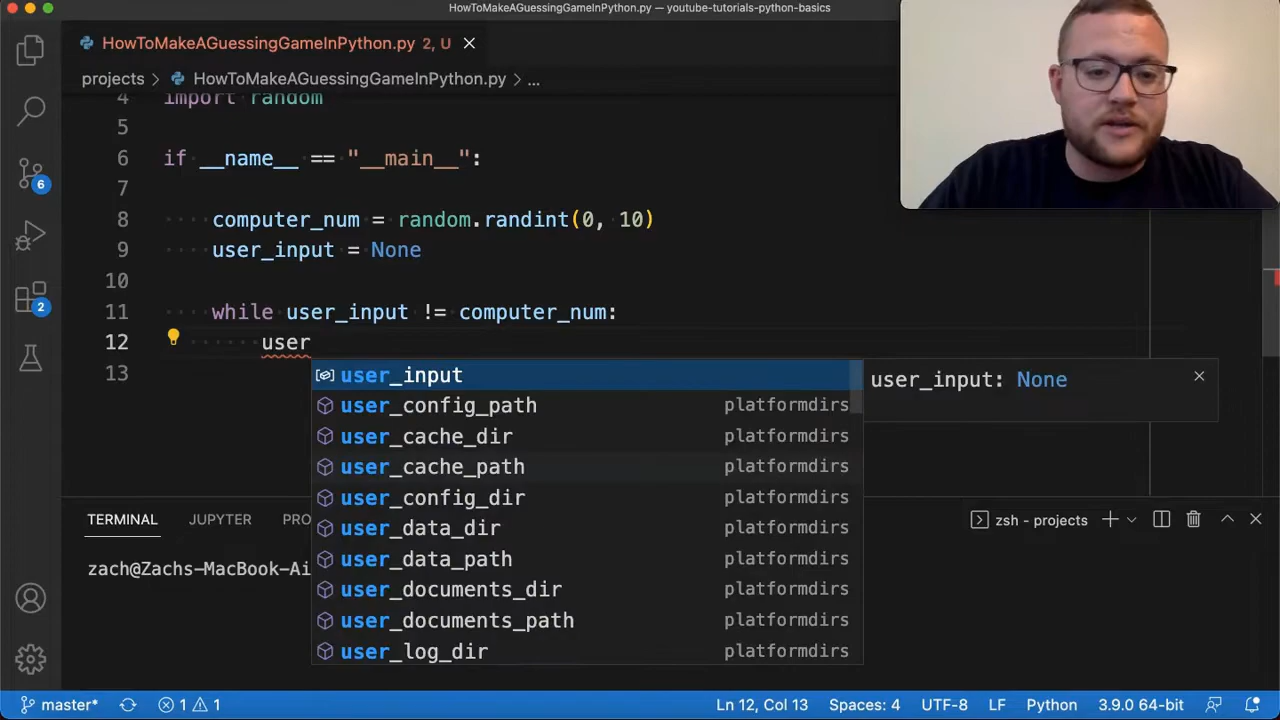 HowToMakeAGuessingGameInPython.py — youtube-tutorials-python-basics
HowToMakeAGuessingGameInPython.py 2, U
projects > HowToMakeAGuessingGameInPython.py > ...
4 import random
5
6 if __name__ == "__main__":
7
8 computer_num = random.randint(0, 10)
9 user_input = None
10
11 while user_input != computer_num:
12 user
13
user_input
user_input: None
user_config_path platformdirs
user_cache_dir platformdirs
user_cache_path platformdirs
user_config_dir platformdirs
user_data_dir platformdirs
user_data_path platformdirs
user_documents_dir platformdirs
user_documents_path platformdirs
user_log_dir platformdirs
6
2
TERMINAL JUPYTER PRO
zsh - projects
zach@Zachs-MacBook-Ai
master* 1 1 Ln 12, Col 13 Spaces: 4 UTF-8 LF Python 3.9.0 64-bit